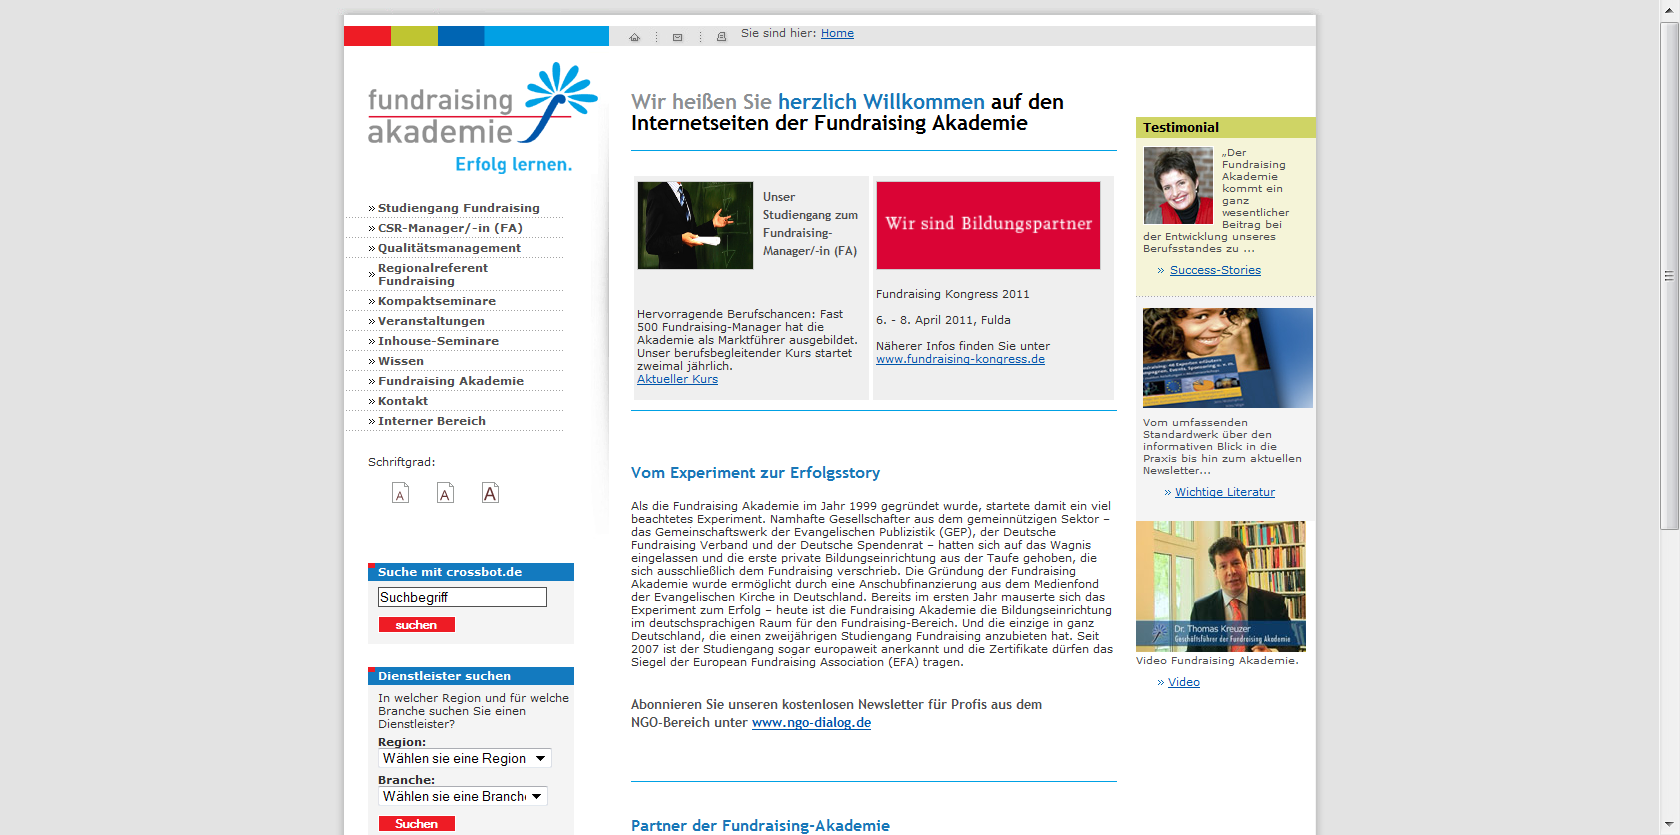 Sie sind hier: Home
fundraising
akademie
Erfolg lernen.
» Studiengang Fundraising
» CSR-Manager/-in (FA)
» Qualitätsmanagement
» Regionalreferent
Fundraising
» Kompaktseminare
» Veranstaltungen
» Inhouse-Seminare
» Wissen
» Fundraising Akademie
» Kontakt
» Interner Bereich
Schriftgrad:
A A A
Suche mit crossbot.de
Suchbegriff
suchen
Dienstleister suchen
In welcher Region und für welche
Branche suchen Sie einen
Dienstleister?
Region:
Wählen sie eine Region
Branche:
Wählen sie eine Branche
Suchen
Wir heißen Sie herzlich Willkommen auf den
Internetseiten der Fundraising Akademie
Unser
Studiengang zum
Fundraising-
Manager/-in (FA)
Hervorragende Berufschancen: Fast
500 Fundraising-Manager hat die
Akademie als Marktführer ausgebildet.
Unser berufsbegleitender Kurs startet
zweimal jährlich.
Aktueller Kurs
Wir sind Bildungspartner
Fundraising Kongress 2011
6. - 8. April 2011, Fulda
Näherer Infos finden Sie unter
www.fundraising-kongress.de
Vom Experiment zur Erfolgsstory
Als die Fundraising Akademie im Jahr 1999 gegründet wurde, startete damit ein viel
beachtetes Experiment. Namhafte Gesellschafter aus dem gemeinnützigen Sektor –
das Gemeinschaftswerk der Evangelischen Publizistik (GEP), der Deutsche
Fundraising Verband und der Deutsche Spendenrat – hatten sich auf das Wagnis
eingelassen und die erste private Bildungseinrichtung aus der Taufe gehoben, die
sich ausschließlich dem Fundraising verschrieb. Die Gründung der Fundraising
Akademie wurde ermöglicht durch eine Anschubfinanzierung aus dem Medienfond
der Evangelischen Kirche in Deutschland. Bereits im ersten Jahr mauserte sich das
Experiment zum Erfolg – heute ist die Fundraising Akademie die Bildungseinrichtung
im deutschsprachigen Raum für den Fundraising-Bereich. Und die einzige in ganz
Deutschland, die einen zweijährigen Studiengang Fundraising anzubieten hat. Seit
2007 ist der Studiengang sogar europaweit anerkannt und die Zertifikate dürfen das
Siegel der European Fundraising Association (EFA) tragen.
Abonnieren Sie unseren kostenlosen Newsletter für Profis aus dem
NGO-Bereich unter www.ngo-dialog.de
Partner der Fundraising-Akademie
Testimonial
„Der
Fundraising
Akademie
kommt ein
ganz
wesentlicher
Beitrag bei
der Entwicklung unseres
Berufsstandes zu ...
» Success-Stories
Vom umfassenden
Standardwerk über den
informativen Blick in die
Praxis bis hin zum aktuellen
Newsletter...
» Wichtige Literatur
Dr. Thomas Kreuzer
Geschäftsführer der Fundraising Akademie
Video Fundraising Akademie.
» Video